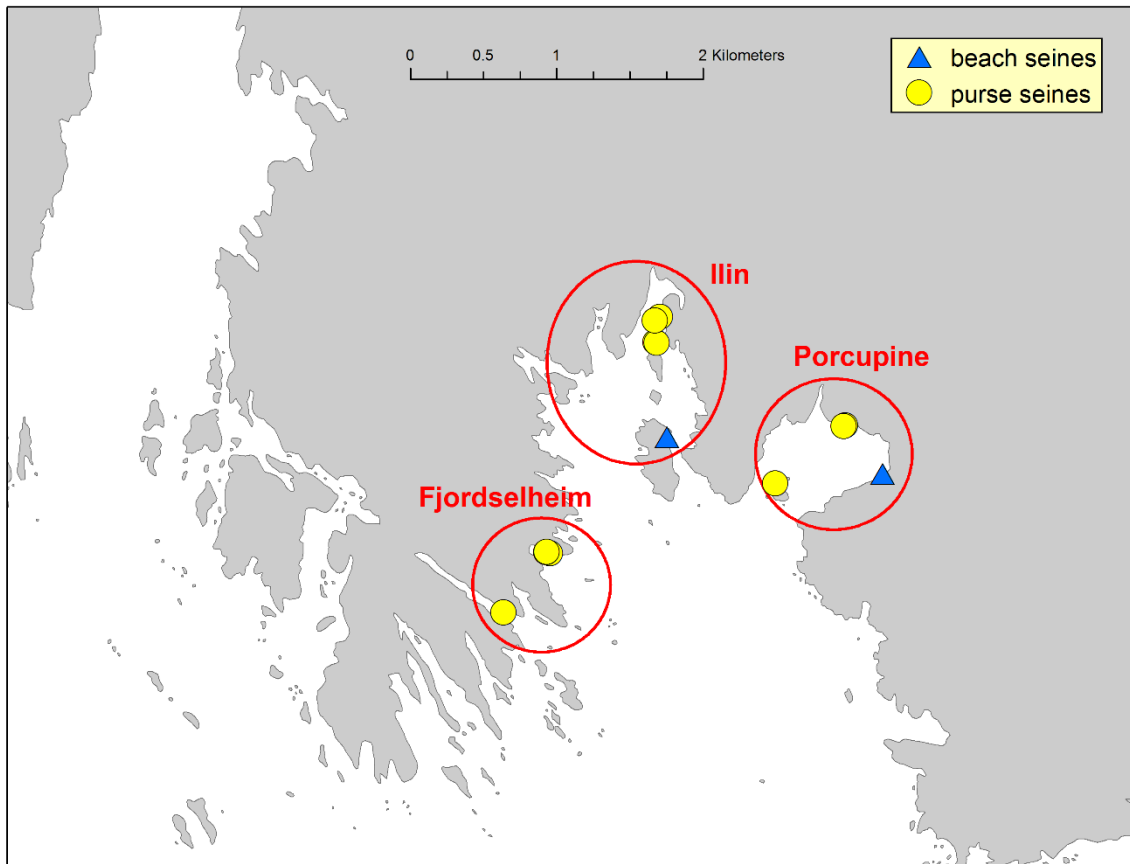 0 0.5 1 2 Kilometers
beach seines
purse seines
Ilin
Porcupine
Fjordselheim